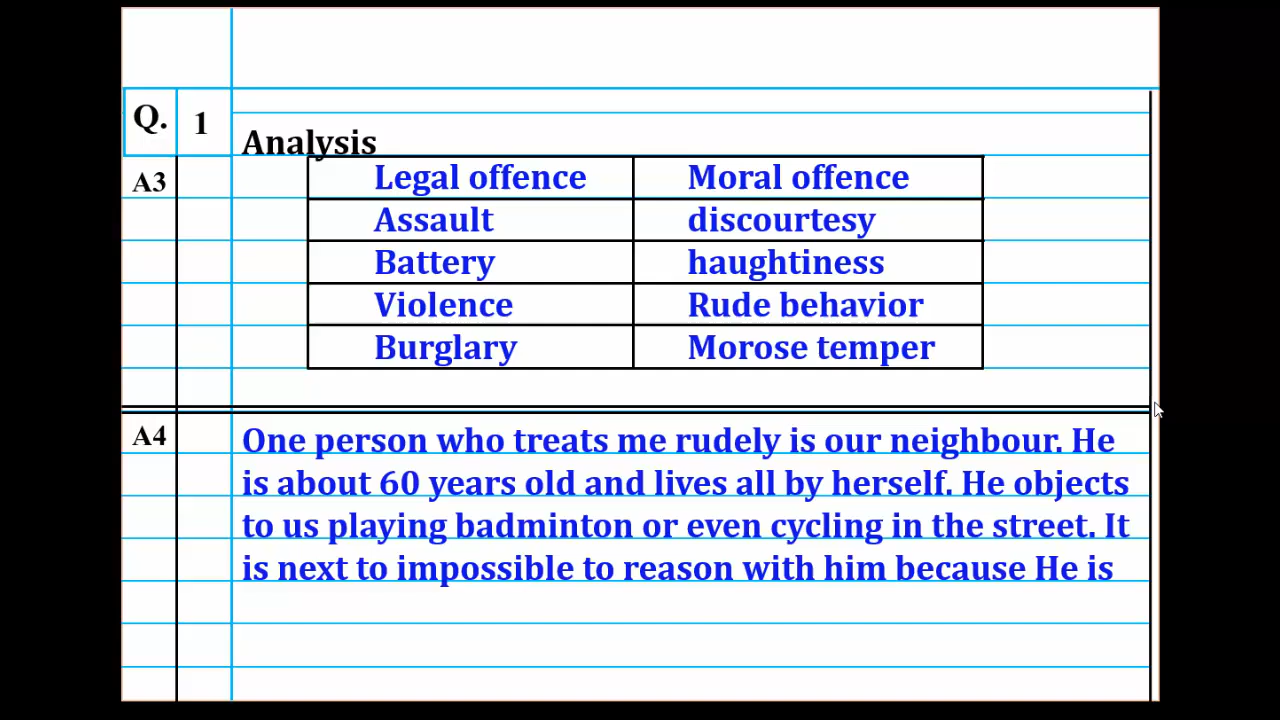 Q. 1
Analysis
A3
Legal offence Moral offence
Assault discourtesy
Battery haughtiness
Violence Rude behavior
Burglary Morose temper
A4 One person who treats me rudely is our neighbour. He
is about 60 years old and lives all by herself. He objects
to us playing badminton or even cycling in the street. It
is next to impossible to reason with him because He is